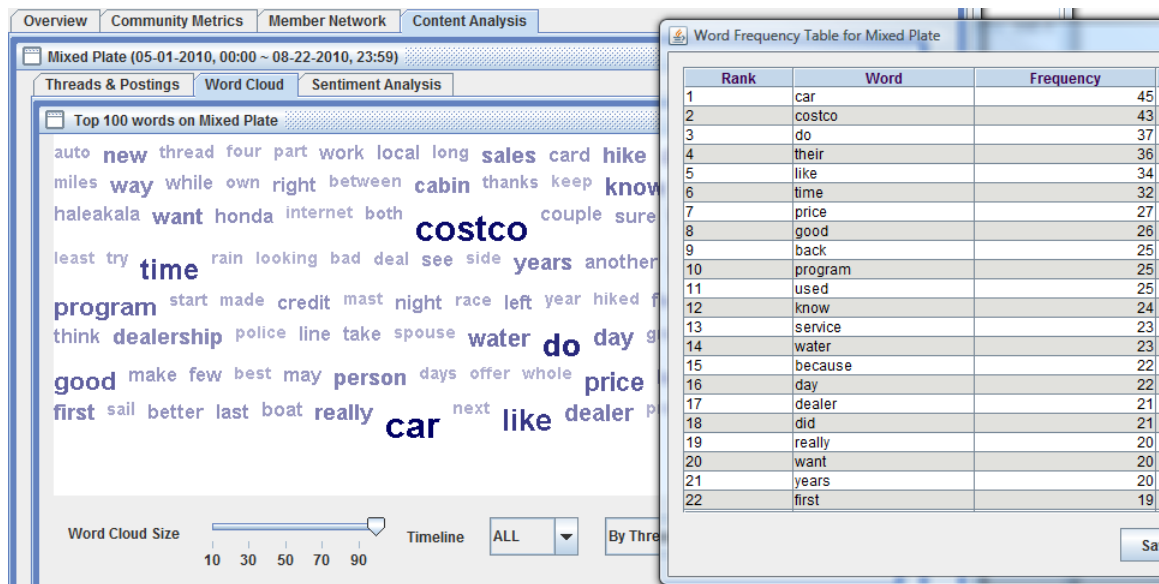 Overview Community Metrics Member Network Content Analysis
Mixed Plate (05-01-2010, 00:00 ~ 08-22-2010, 23:59)
Threads & Postings Word Cloud Sentiment Analysis
Top 100 words on Mixed Plate
auto new thread four part work local long sales card hike
miles way while own right between cabin thanks keep know
haleakala want honda internet both costco couple sure
least try time rain looking bad deal see side years another
program start made credit mast night race left year hiked
think dealership police line take spouse water do day
good make few best may person days offer whole price
first sail better last boat really car next like dealer
Word Cloud Size
10 30 50 70 90
Timeline ALL By Thre
Word Frequency Table for Mixed Plate
Rank Word Frequency
1 car 45
2 costco 43
3 do 37
4 their 36
5 like 34
6 time 32
7 price 27
8 good 26
9 back 25
10 program 25
11 used 25
12 know 24
13 service 23
14 water 23
15 because 22
16 day 22
17 dealer 21
18 did 21
19 really 20
20 want 20
21 years 20
22 first 19
Sa